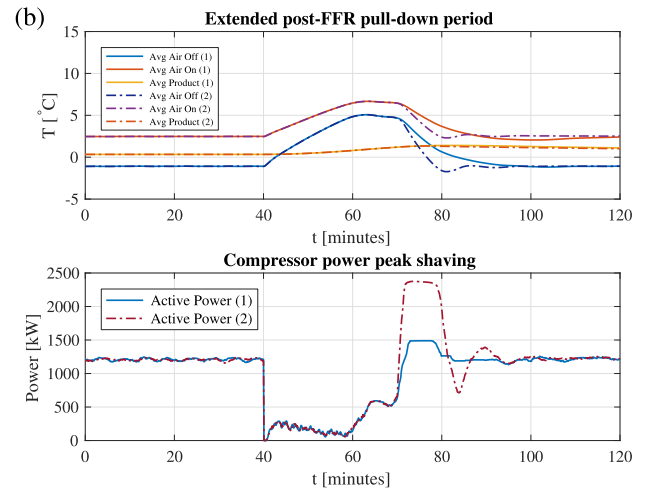 (b)
Extended post-FFR pull-down period
15
10
5
0
-5
T [°C]
Avg Air Off (1)
Avg Air On (1)
Avg Product (1)
Avg Air Off (2)
Avg Air On (2)
Avg Product (2)
0 20 40 60 80 100 120
t [minutes]
Compressor power peak shaving
2500
2000
1500
1000
500
0
Power [kW]
Active Power (1)
Active Power (2)
0 20 40 60 80 100 120
t [minutes]